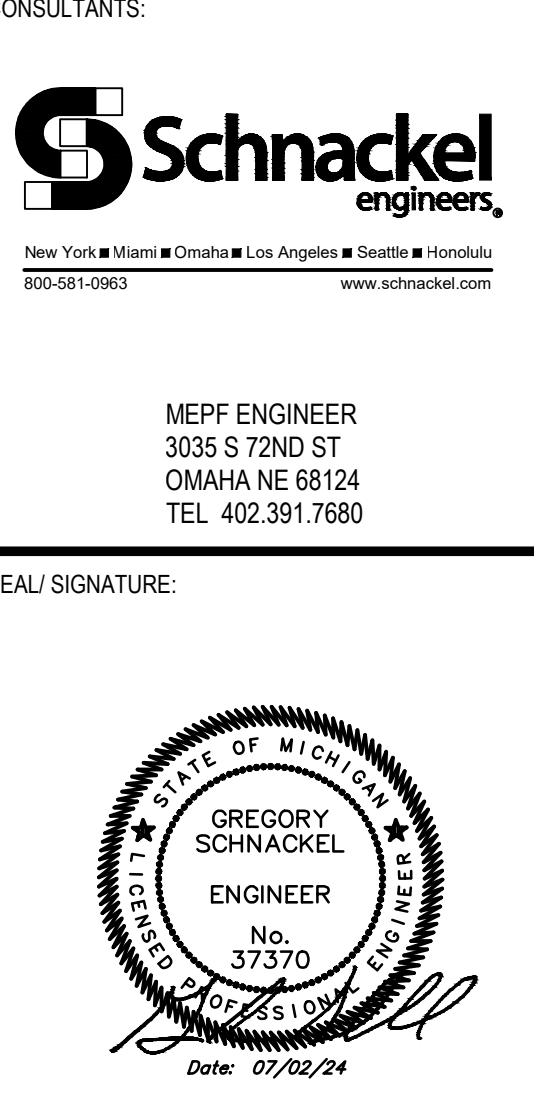 ONSULTANTS:
Schnackel
engineers®
New York ■ Miami ■ Omaha ■ Los Angeles ■ Seattle ■ Honolulu
800-581-0963 www.schnackel.com
MEPF ENGINEER
3035 S 72ND ST
OMAHA NE 68124
TEL 402.391.7680
EAL/ SIGNATURE:
STATE OF MICHIGAN
GREGORY
SCHNACKEL
ENGINEER
No.
37370
LICENSED PROFESSIONAL ENGINEER
Date: 07/02/24